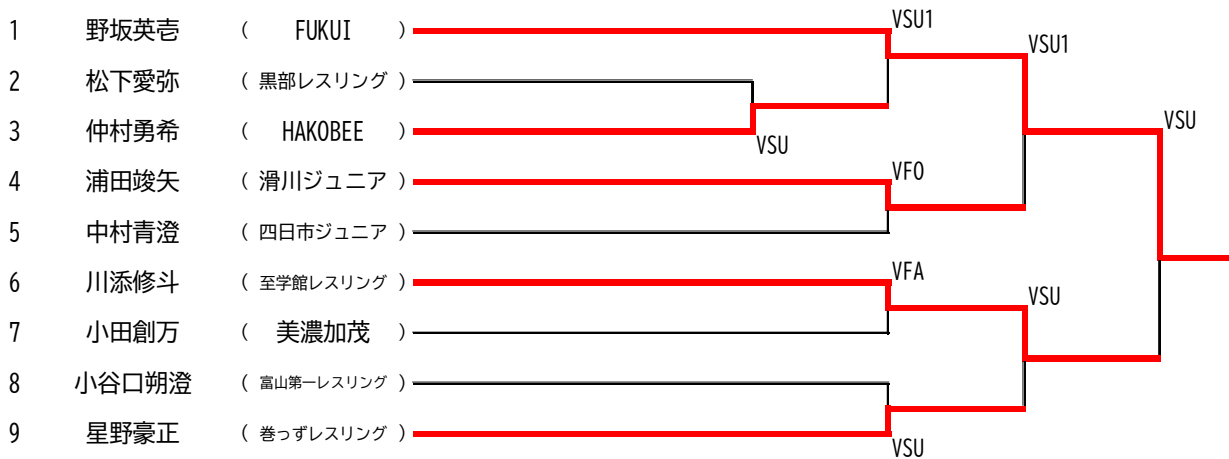 VSU1
1 野坂英壱 ( FUKUI )
VSU1
2 松下愛弥 ( 黒部レスリング )
VSU
3 仲村勇希 ( HAKOBEE )
VSU
4 浦田竣矢 ( 滑川ジュニア )
VFO
5 中村青澄 ( 四日市ジュニア )
6 川添修斗 ( 至学館レスリング )
VFA
VSU
7 小田創万 ( 美濃加茂 )
8 小谷口朔澄 ( 富山第一レスリング )
9 星野豪正 ( 巻っずレスリング )
VSU